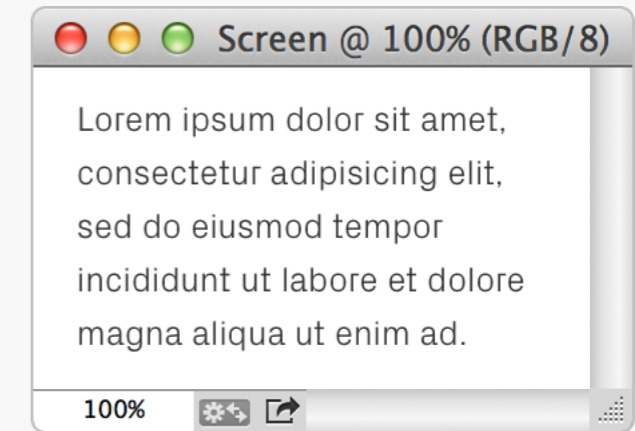 Screen @ 100% (RGB/8)
Lorem ipsum dolor sit amet,
consectetur adipisicing elit,
sed do eiusmod tempor
incididunt ut labore et dolore
magna aliqua ut enim ad.
100%